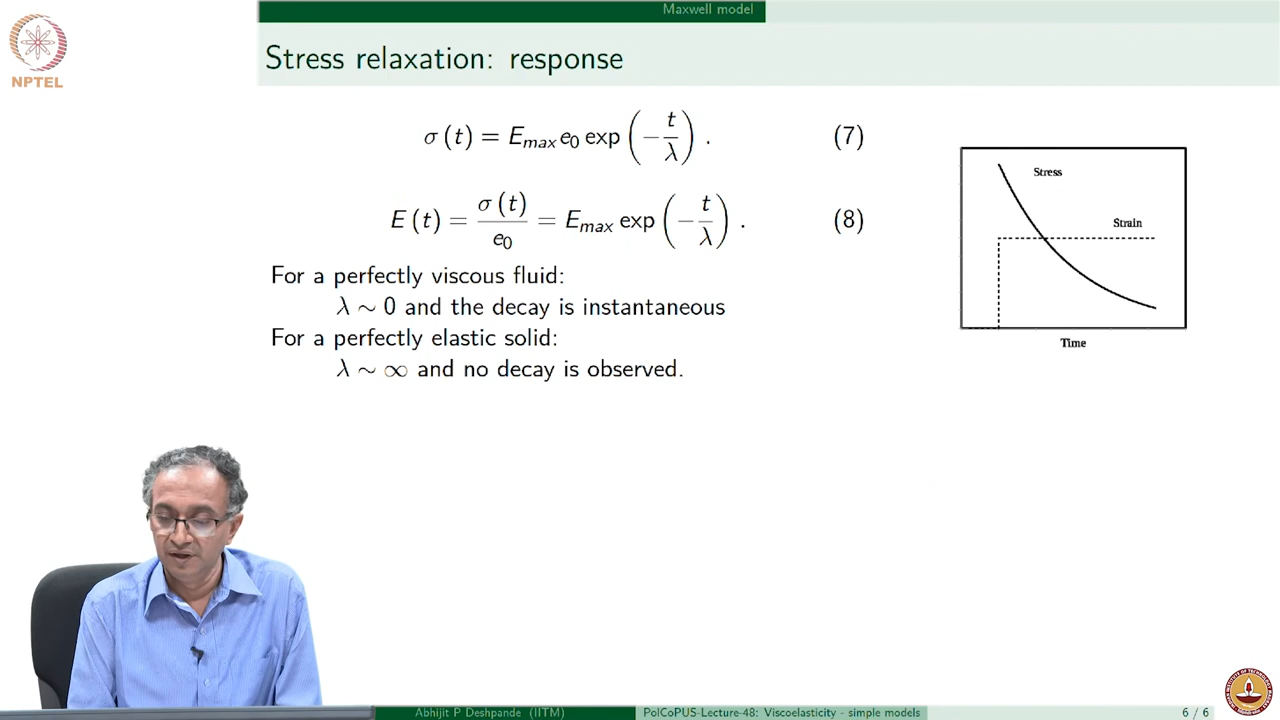 Maxwell model
NPTEL
Stress relaxation: response
σ (t) = E_max e_0 exp (−t/λ) . (7)
E (t) = σ (t)/e_0 = E_max exp (−t/λ) . (8)
For a perfectly viscous fluid:
λ ∼ 0 and the decay is instantaneous
For a perfectly elastic solid:
λ ∼ ∞ and no decay is observed.
Stress
Strain
Time
Abhijit P Deshpande (IITM) PolCoPUS-Lecture-48: Viscoelasticity - simple models 6 / 6